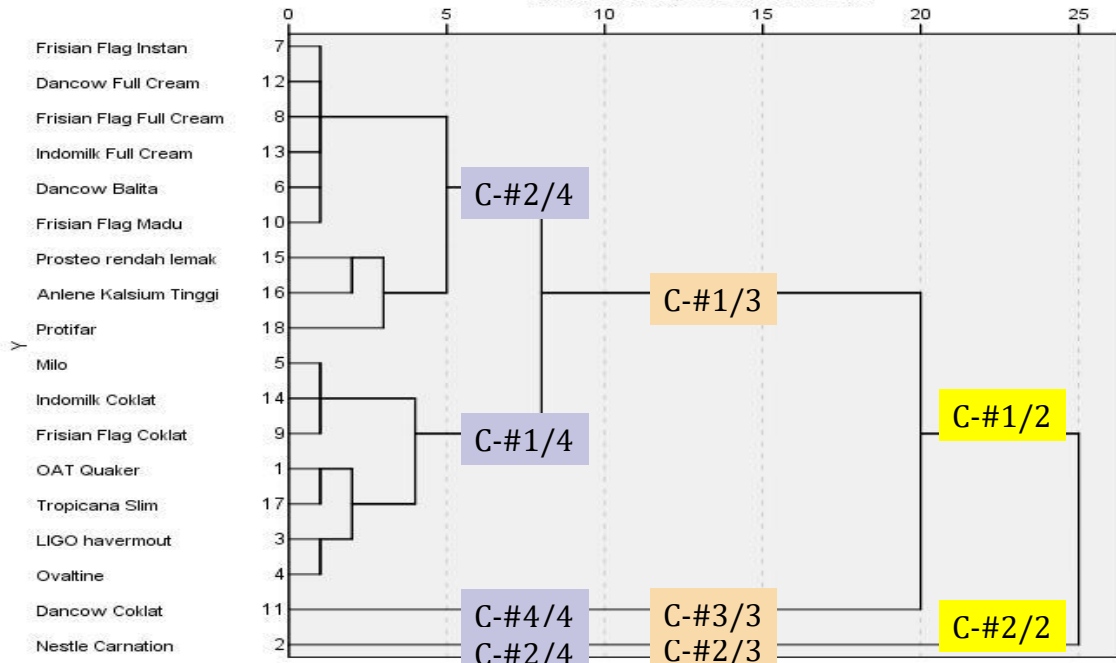 0 5 10 15 20 25
Frisian Flag Instan 7
Dancow Full Cream 12
Frisian Flag Full Cream 8
Indomilk Full Cream 13
Dancow Balita 6
C-#2/4
Frisian Flag Madu 10
Prosteo rendah lemak 15
Anlene Kalsium Tinggi 16
C-#1/3
Protifar 18
Y
Milo 5
Indomilk Coklat 14
C-#1/2
Frisian Flag Coklat 9
C-#1/4
OAT Quaker 1
Tropicana Slim 17
LIGO havermout 3
Ovaltine 4
Dancow Coklat 11
C-#4/4 C-#3/3
C-#2/2
Nestle Carnation 2
C-#2/4 C-#2/3